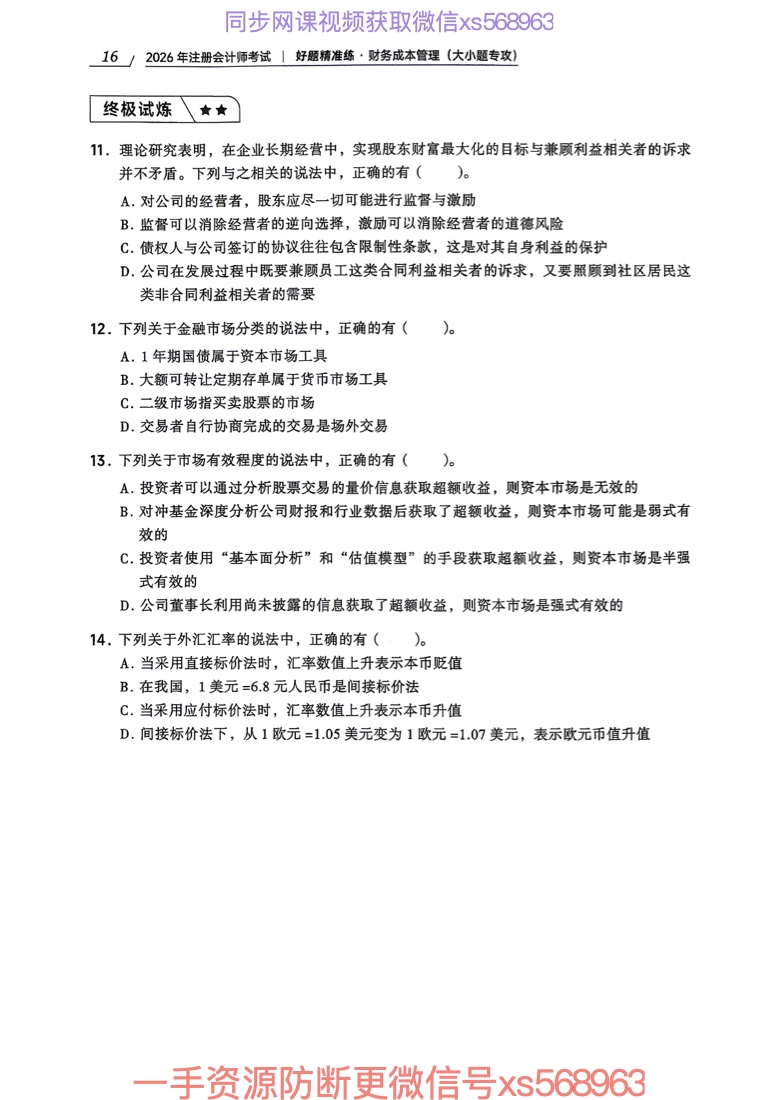 同步网课视频获取微信xs568963
16 / 2026 年注册会计师考试 | 好题精准练 · 财务成本管理（大小题专攻）
终极试炼 ★★
11. 理论研究表明，在企业长期经营中，实现股东财富最大化的目标与兼顾利益相关者的诉求
并不矛盾。下列与之相关的说法中，正确的有（　　）。
A. 对公司的经营者，股东应尽一切可能进行监督与激励
B. 监督可以消除经营者的逆向选择，激励可以消除经营者的道德风险
C. 债权人与公司签订的协议往往包含限制性条款，这是对其自身利益的保护
D. 公司在发展过程中既要兼顾员工这类合同利益相关者的诉求，又要照顾到社区居民这
类非合同利益相关者的需要
12. 下列关于金融市场分类的说法中，正确的有（　　）。
A. 1 年期国债属于资本市场工具
B. 大额可转让定期存单属于货币市场工具
C. 二级市场指买卖股票的市场
D. 交易者自行协商完成的交易是场外交易
13. 下列关于市场有效程度的说法中，正确的有（　　）。
A. 投资者可以通过分析股票交易的量价信息获取超额收益，则资本市场是无效的
B. 对冲基金深度分析公司财报和行业数据后获取了超额收益，则资本市场可能是弱式有
效的
C. 投资者使用“基本面分析”和“估值模型”的手段获取超额收益，则资本市场是半强
式有效的
D. 公司董事长利用尚未披露的信息获取了超额收益，则资本市场是强式有效的
14. 下列关于外汇汇率的说法中，正确的有（　　）。
A. 当采用直接标价法时，汇率数值上升表示本币贬值
B. 在我国，1 美元 =6.8 元人民币是间接标价法
C. 当采用应付标价法时，汇率数值上升表示本币升值
D. 间接标价法下，从 1 欧元 =1.05 美元变为 1 欧元 =1.07 美元，表示欧元币值升值
一手资源防断更微信号xs568963